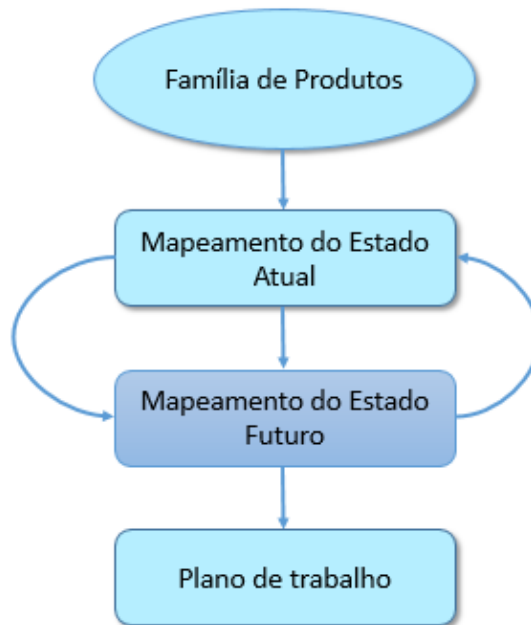 Família de Produtos
Mapeamento do Estado
Atual
Mapeamento do Estado
Futuro
Plano de trabalho